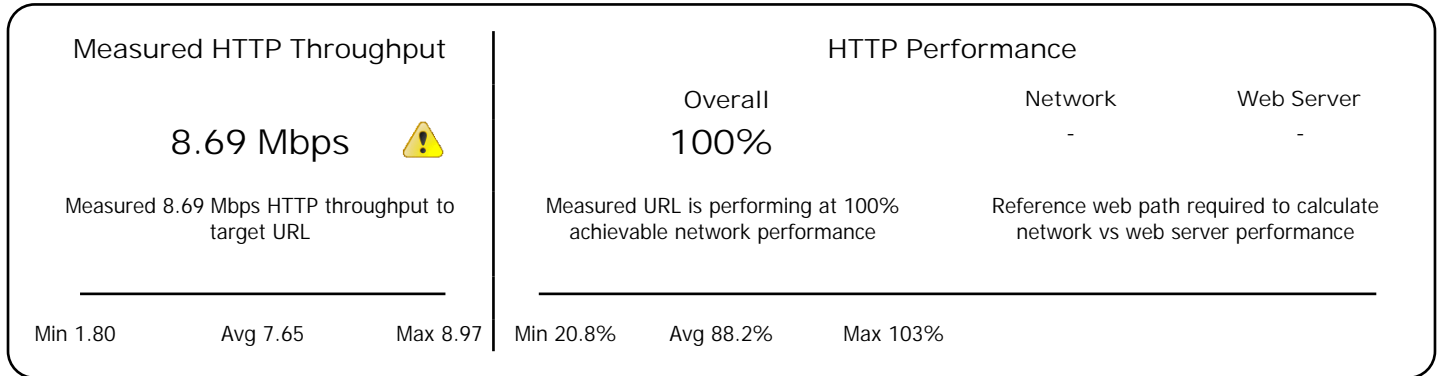 Measured HTTP Throughput
8.69 Mbps
Measured 8.69 Mbps HTTP throughput to
target URL
Min 1.80 Avg 7.65 Max 8.97
HTTP Performance
Overall
100%
Measured URL is performing at 100%
achievable network performance
Network
-
Web Server
-
Reference web path required to calculate
network vs web server performance
Min 20.8% Avg 88.2% Max 103%